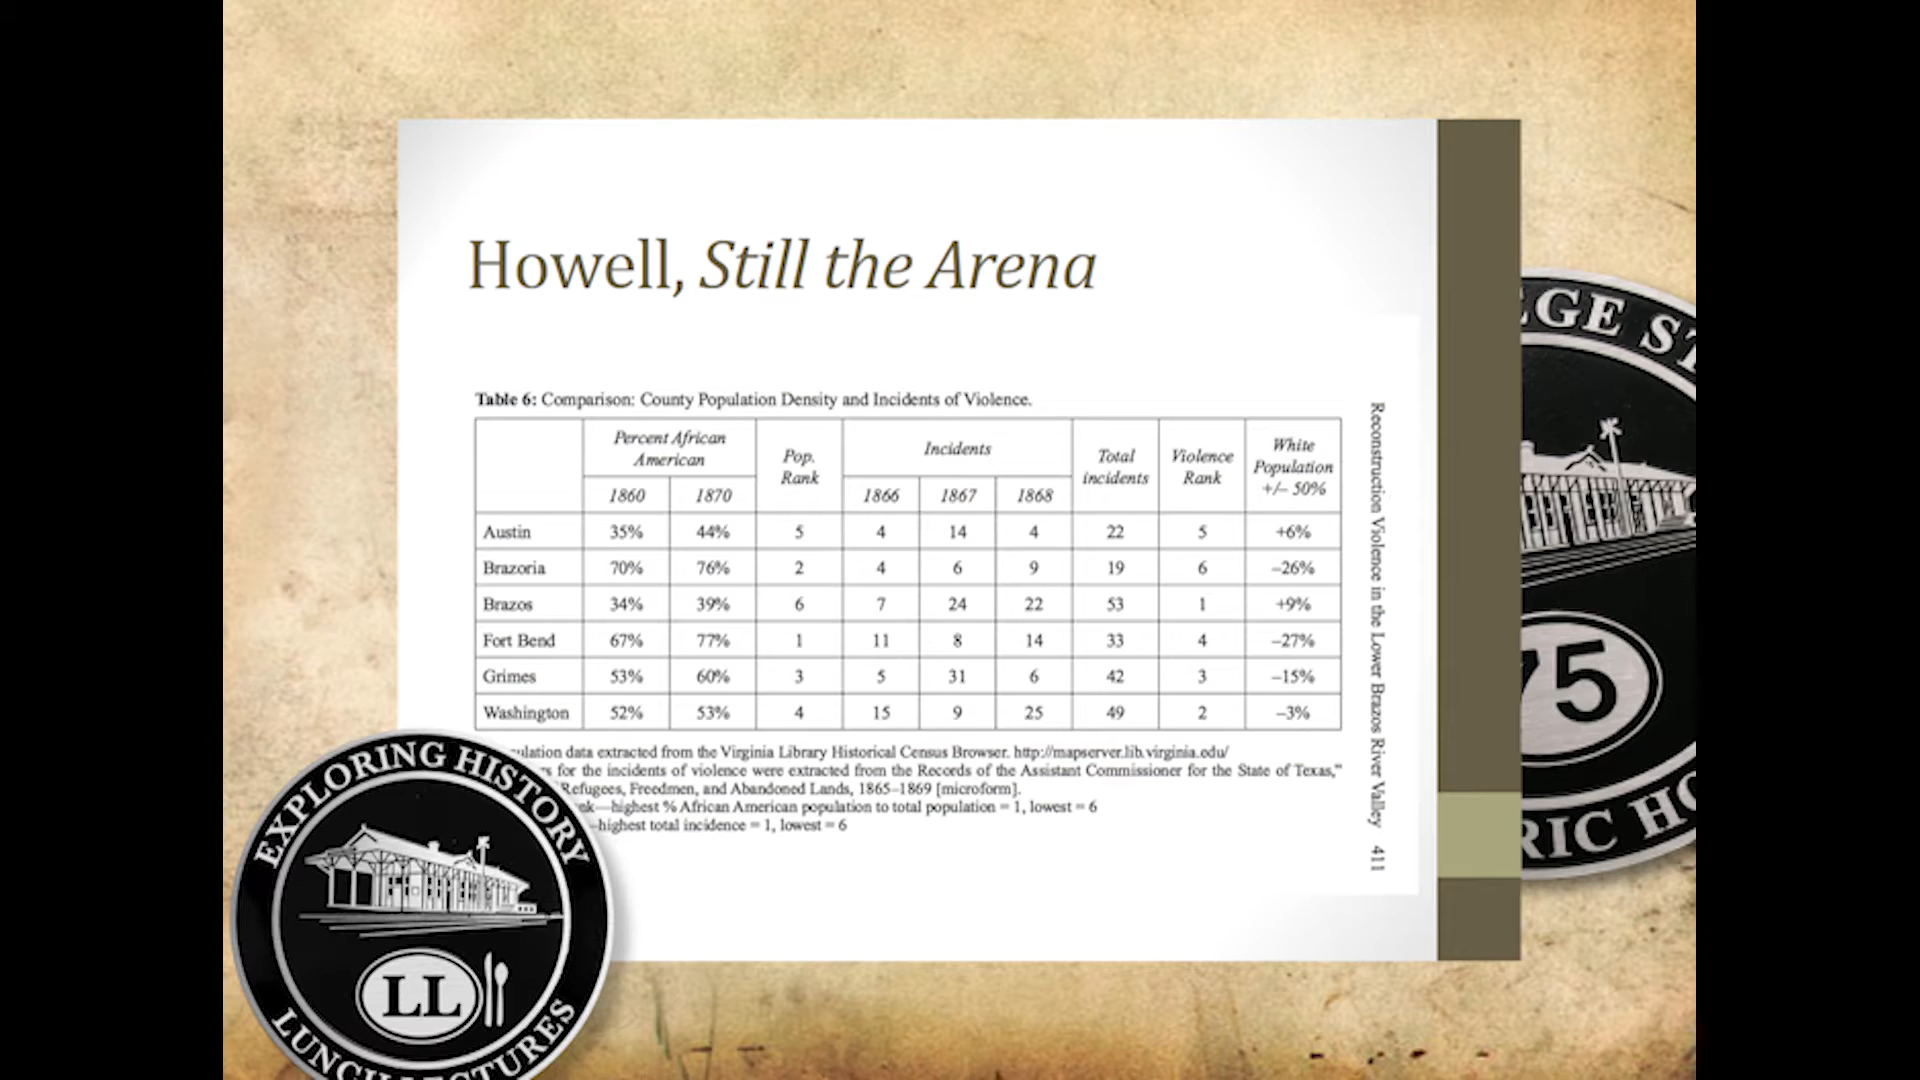 Howell, Still the Arena
Table 6: Comparison: County Population Density and Incidents of Violence.
Percent African American
Pop. Rank
Incidents
Total incidents
Violence Rank
White Population +/– 50%
1860 1870 1866 1867 1868
Austin 35% 44% 5 4 14 4 22 5 +6%
Brazoria 70% 76% 2 4 6 9 19 6 –26%
Brazos 34% 39% 6 7 24 22 53 1 +9%
Fort Bend 67% 77% 1 11 8 14 33 4 –27%
Grimes 53% 60% 3 5 31 6 42 3 –15%
Washington 52% 53% 4 15 9 25 49 2 –3%
data extracted from the Virginia Library Historical Census Browser. http://mapserver.lib.virginia.edu/
for the incidents of violence were extracted from the Records of the Assistant Commissioner for the State of Texas,"
Refugees, Freedmen, and Abandoned Lands, 1865–1869 [microform].
—highest % African American population to total population = 1, lowest = 6
—highest total incidence = 1, lowest = 6
Reconstruction Violence in the Lower Brazos River Valley 411
EXPLORING HISTORY
LL
LUNCH LECTURES
EGE ST
75
RIC HO